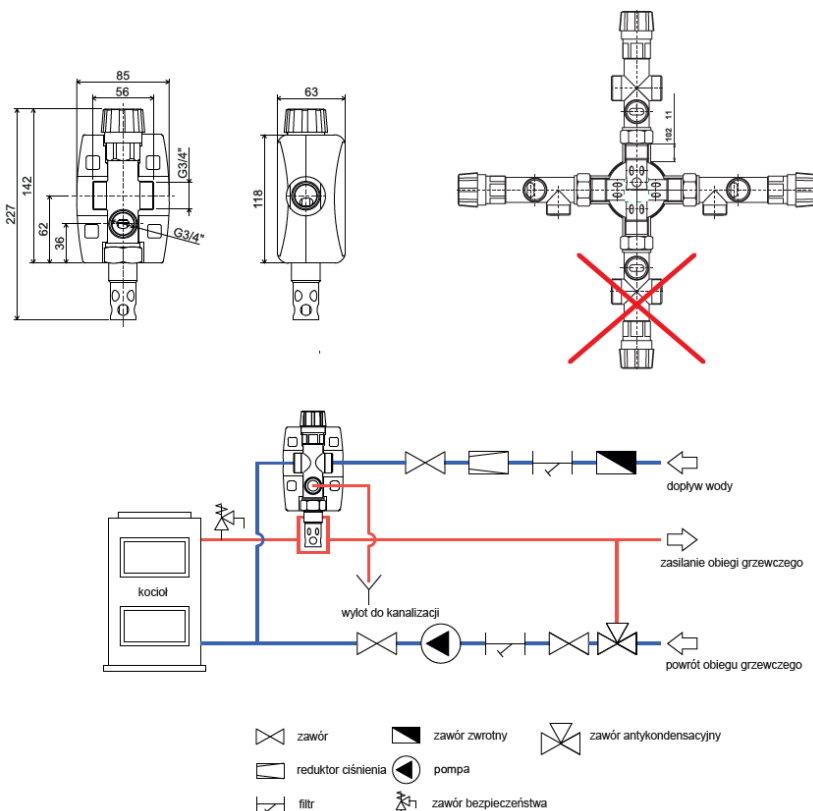 85
56
63
G3/4"
227
142
62
36
G3/4"
118
11
102
dopływ wody
zasilanie obiegi grzewczego
kocioł
wylot do kanalizacji
powrót obiegu grzewczego
zawór
zawór zwrotny
zawór antykondensacyjny
reduktor ciśnienia
pompa
filtr
zawór bezpieczeństwa